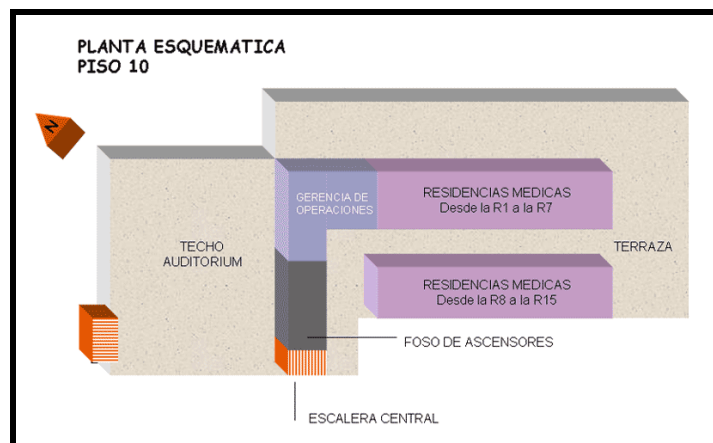 PLANTA ESQUEMATICA
PISO 10
N
GERENCIA DE
OPERACIONES
RESIDENCIAS MEDICAS
Desde la R1 a la R7
TECHO
AUDITORIUM
TERRAZA
RESIDENCIAS MEDICAS
Desde la R8 a la R15
FOSO DE ASCENSORES
ESCALERA CENTRAL